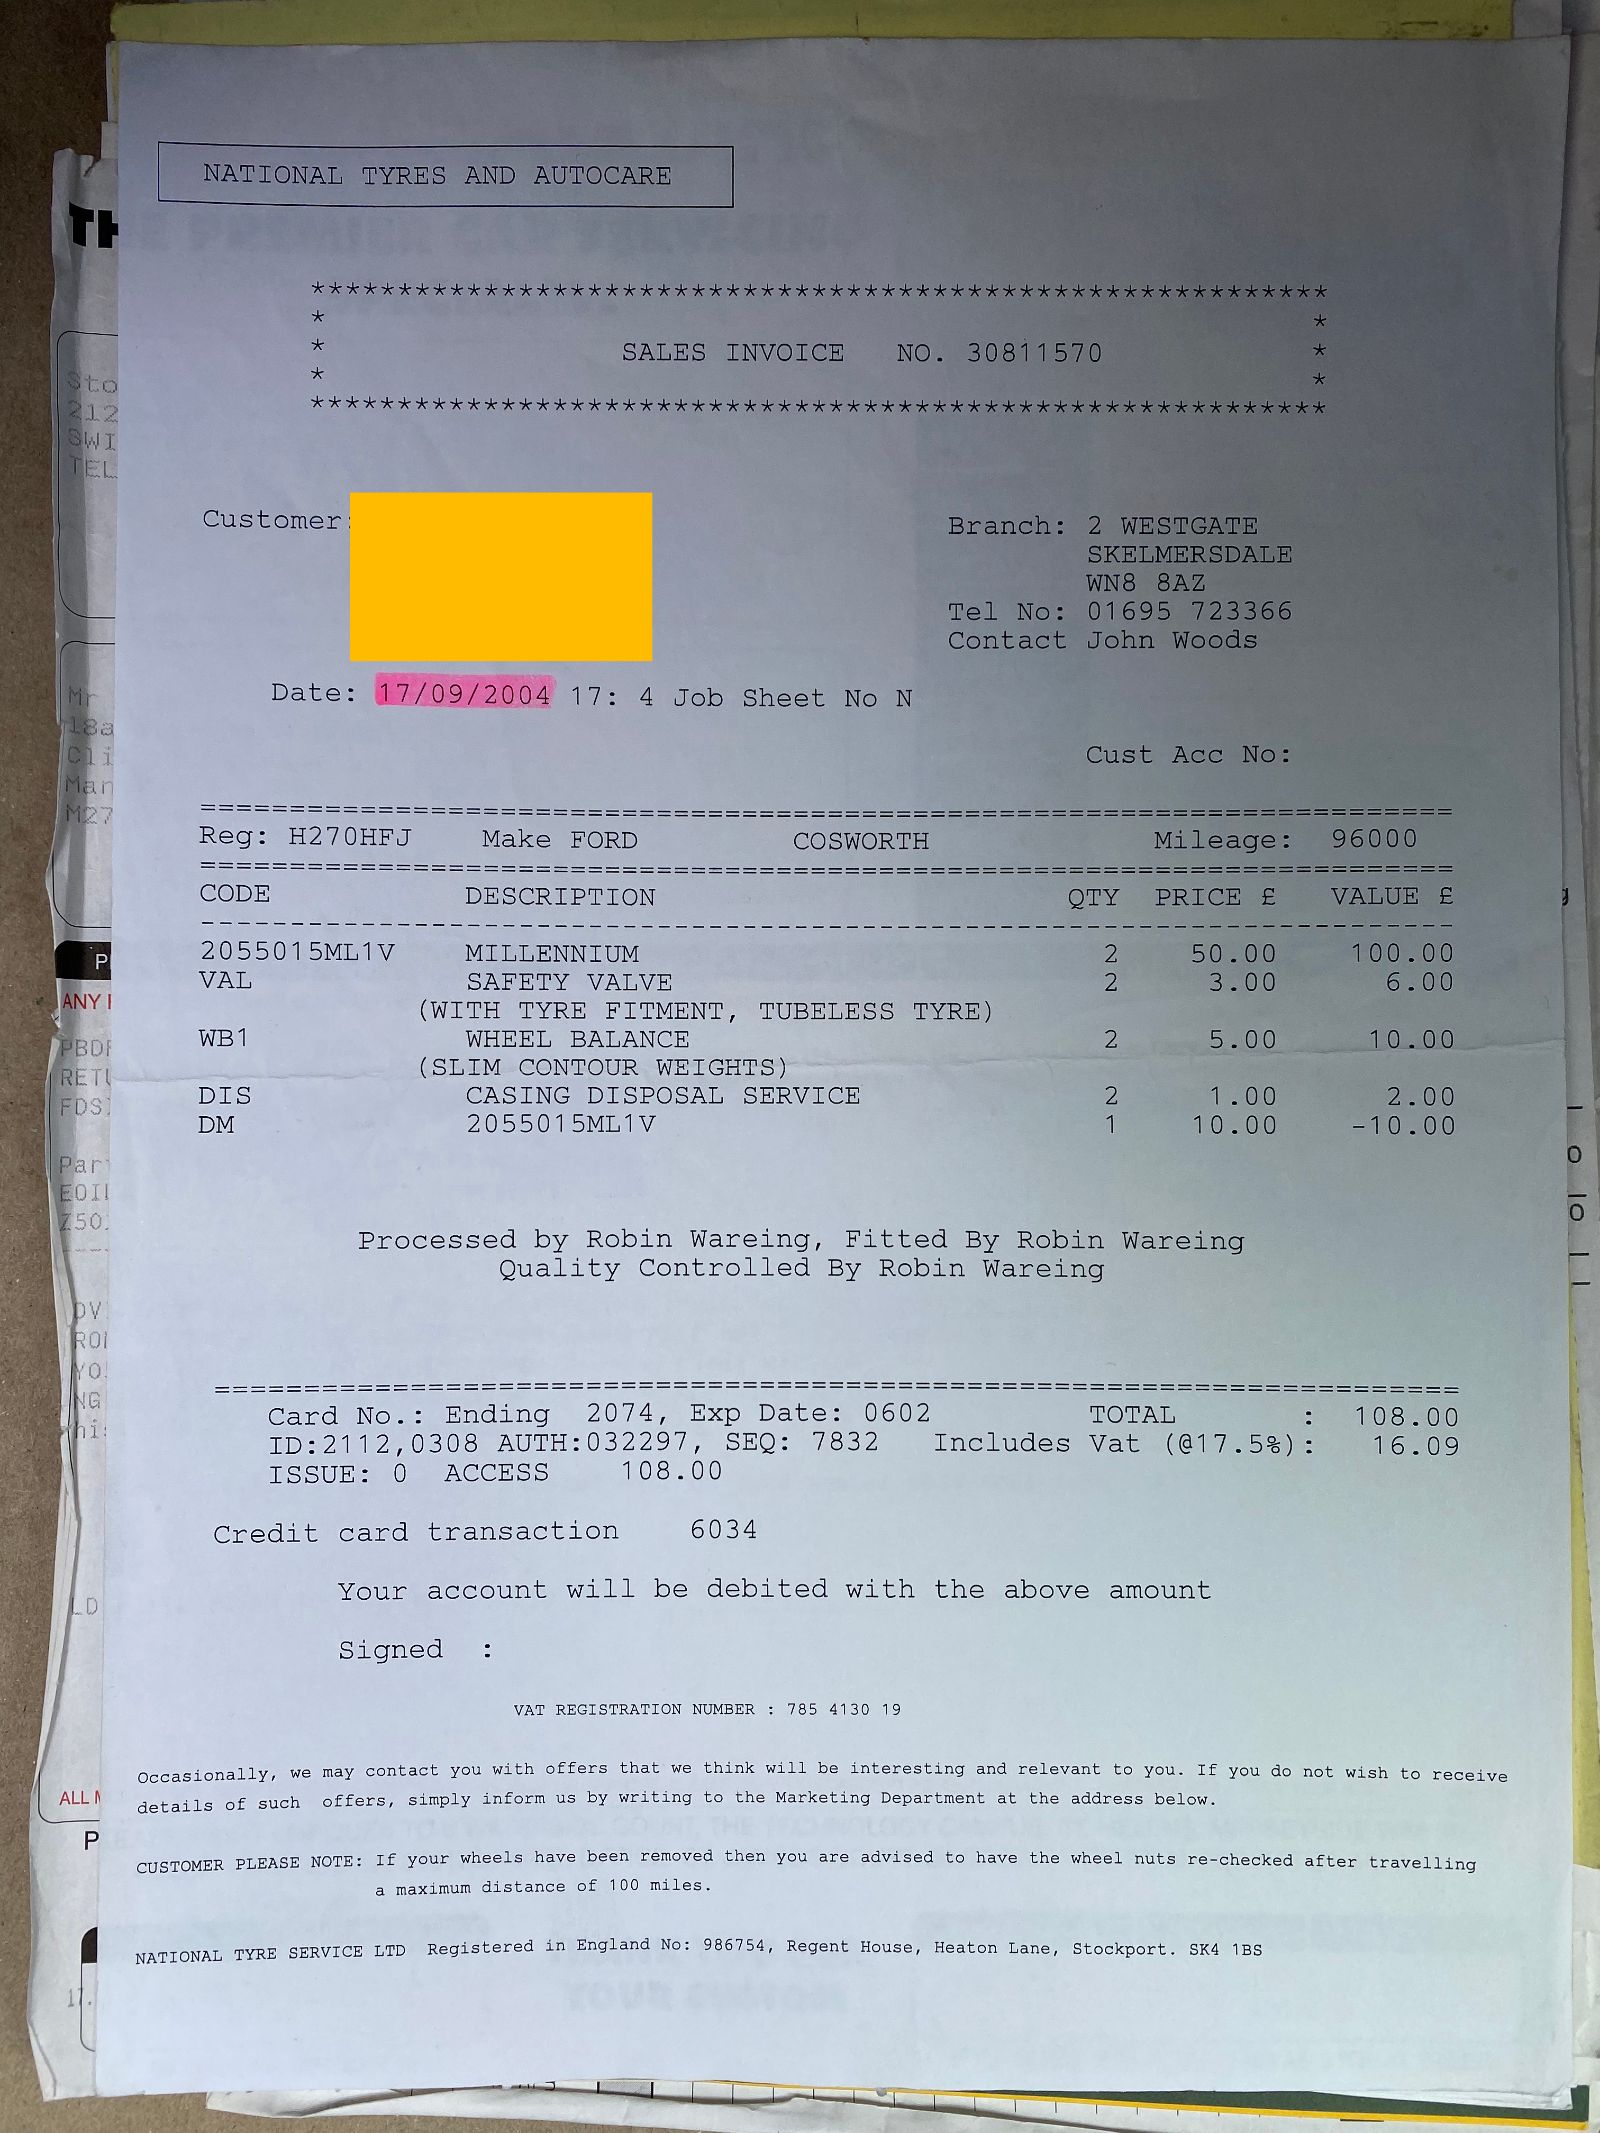 NATIONAL TYRES AND AUTOCARE
TH
***********************************************************
*                                                         *
*                 SALES INVOICE   NO. 30811570            *
*                                                         *
***********************************************************
Customer:
Branch: 2 WESTGATE
SKELMERSDALE
WN8 8AZ
Tel No: 01695 723366
Contact John Woods
Date: 17/09/2004 17: 4 Job Sheet No N
Cust Acc No:
Reg: H270HFJ Make FORD COSWORTH Mileage: 96000
CODE DESCRIPTION QTY PRICE £ VALUE £
2055015ML1V MILLENNIUM 2 50.00 100.00
VAL SAFETY VALVE 2 3.00 6.00
(WITH TYRE FITMENT, TUBELESS TYRE)
WB1 WHEEL BALANCE 2 5.00 10.00
(SLIM CONTOUR WEIGHTS)
DIS CASING DISPOSAL SERVICE 2 1.00 2.00
DM 2055015ML1V 1 10.00 -10.00
Processed by Robin Wareing, Fitted By Robin Wareing
Quality Controlled By Robin Wareing
Card No.: Ending 2074, Exp Date: 0602 TOTAL : 108.00
ID:2112,0308 AUTH:032297, SEQ: 7832 Includes Vat (@17.5%): 16.09
ISSUE: 0 ACCESS 108.00
Credit card transaction 6034
Your account will be debited with the above amount
Signed :
VAT REGISTRATION NUMBER : 785 4130 19
Occasionally, we may contact you with offers that we think will be interesting and relevant to you. If you do not wish to receive
details of such offers, simply inform us by writing to the Marketing Department at the address below.
CUSTOMER PLEASE NOTE: If your wheels have been removed then you are advised to have the wheel nuts re-checked after travelling
a maximum distance of 100 miles.
NATIONAL TYRE SERVICE LTD Registered in England No: 986754, Regent House, Heaton Lane, Stockport. SK4 1BS